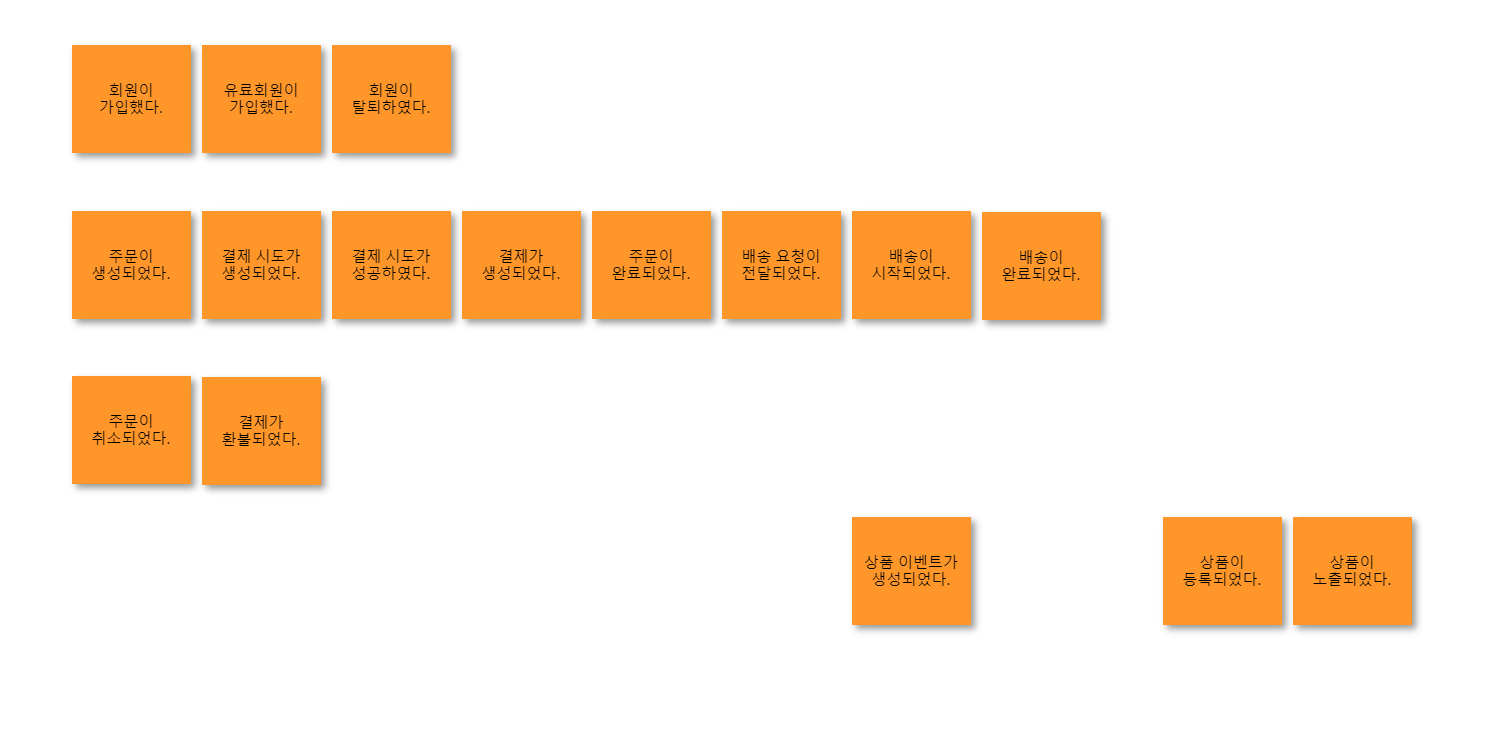 회원이
가입했다.
유료회원이
가입했다.
회원이
탈퇴하였다.
주문이
생성되었다.
결제 시도가
생성되었다.
결제 시도가
성공하였다.
결제가
생성되었다.
주문이
완료되었다.
배송 요청이
전달되었다.
배송이
시작되었다.
배송이
완료되었다.
주문이
취소되었다.
결제가
환불되었다.
상품 이벤트가
생성되었다.
상품이
등록되었다.
상품이
노출되었다.